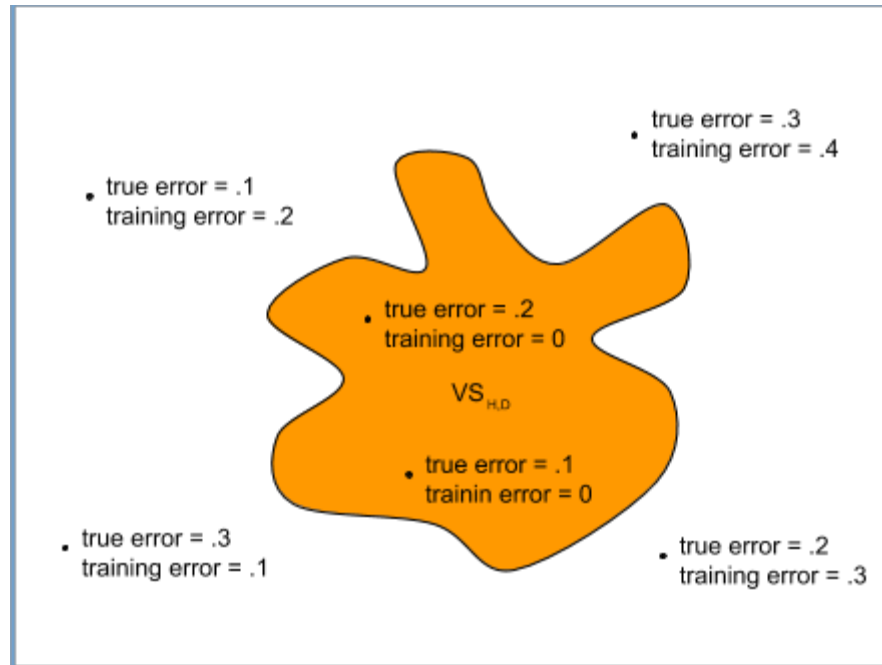 true error = .3
training error = .4
true error = .1
training error = .2
true error = .2
training error = 0
VS H,D
true error = .1
trainin error = 0
true error = .3
training error = .1
true error = .2
training error = .3